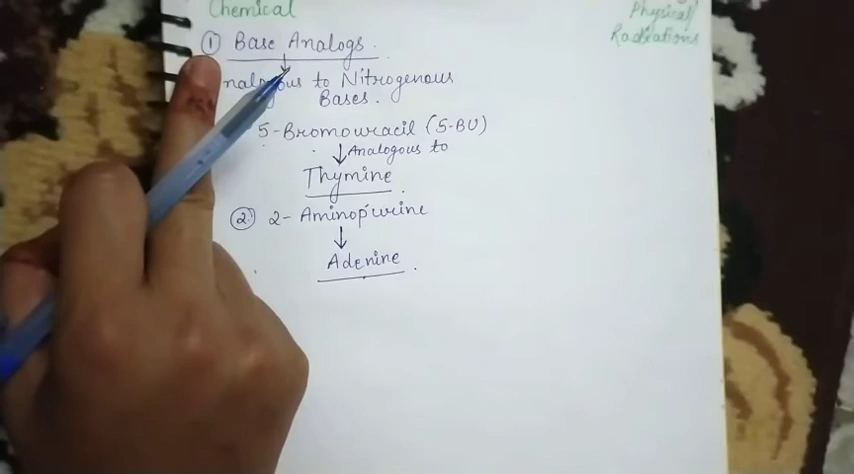 Chemical
Physical
Radiations
① Base Analogs.
nalogous to Nitrogenous
Bases.
5-Bromouracil (5-BU)
↓ Analogous to
Thymine.
② 2-Aminopurine
↓
Adenine.